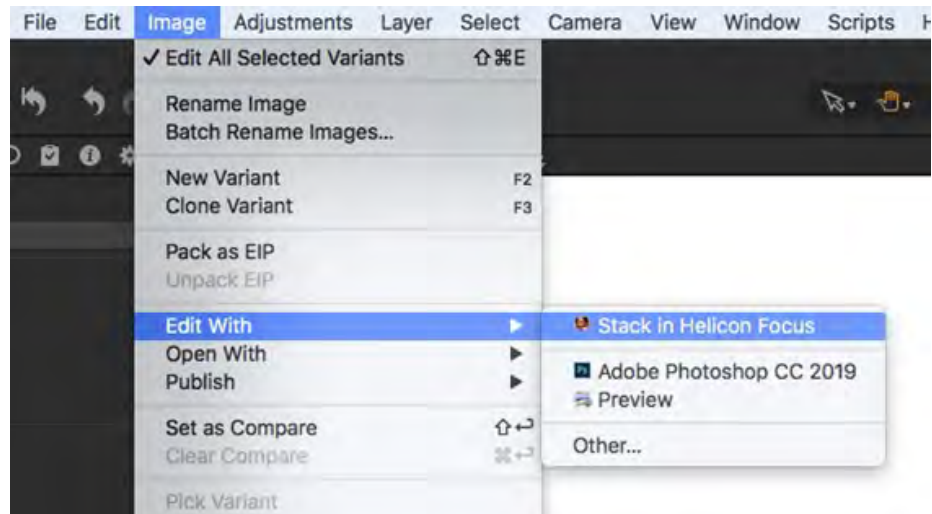 File Edit Image Adjustments Layer Select Camera View Window Scripts
✓ Edit All Selected Variants ⇧⌘E
Rename Image
Batch Rename Images...
New Variant F2
Clone Variant F3
Pack as EIP
Unpack EIP
Edit With ▶
Stack in Helicon Focus
Open With ▶
Adobe Photoshop CC 2019
Publish ▶
Preview
Set as Compare ⇧↩
Other...
Clear Compare ⌘↩
Pick Variant